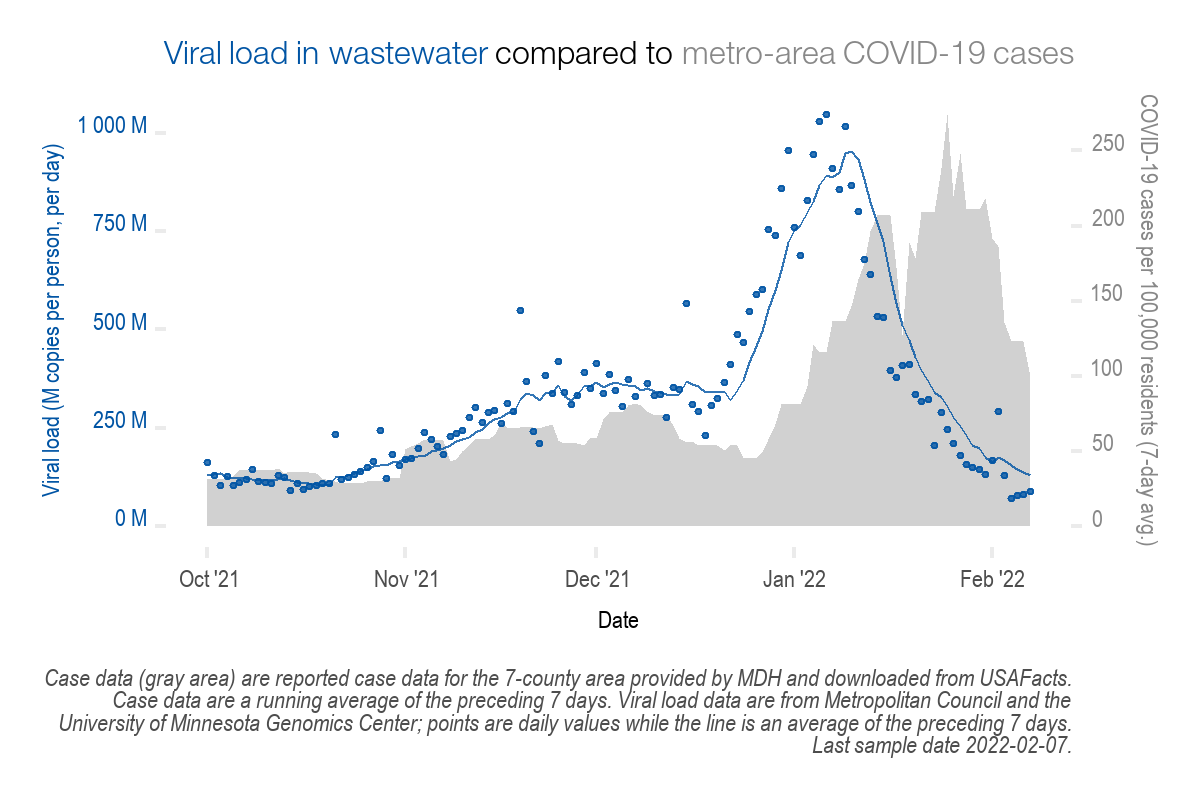 Viral load in wastewater compared to metro-area COVID-19 cases
Viral load (M copies per person, per day)
1 000 M
750 M
500 M
250 M
0 M
COVID-19 cases per 100,000 residents (7-day avg.)
250
200
150
100
50
0
Oct '21 Nov '21 Dec '21 Jan '22 Feb '22
Date
Case data (gray area) are reported case data for the 7-county area provided by MDH and downloaded from USAFacts.
Case data are a running average of the preceding 7 days. Viral load data are from Metropolitan Council and the
University of Minnesota Genomics Center; points are daily values while the line is an average of the preceding 7 days.
Last sample date 2022-02-07.